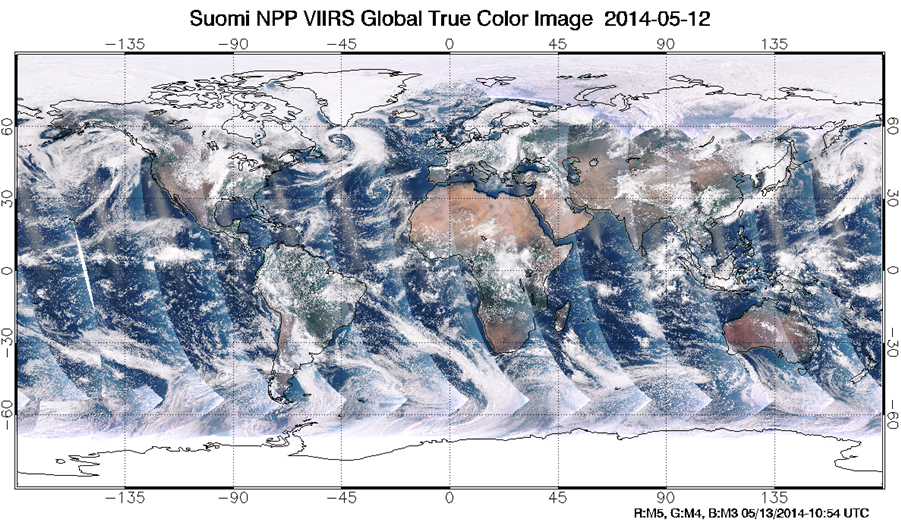 Suomi NPP VIIRS Global True Color Image 2014-05-12
−135 −90 −45 0 45 90 135
60 60
30 30
0 0
−30 −30
−60 −60
−135 −90 −45 0 45 90 135
R:M5, G:M4, B:M3 05/13/2014-10:54 UTC